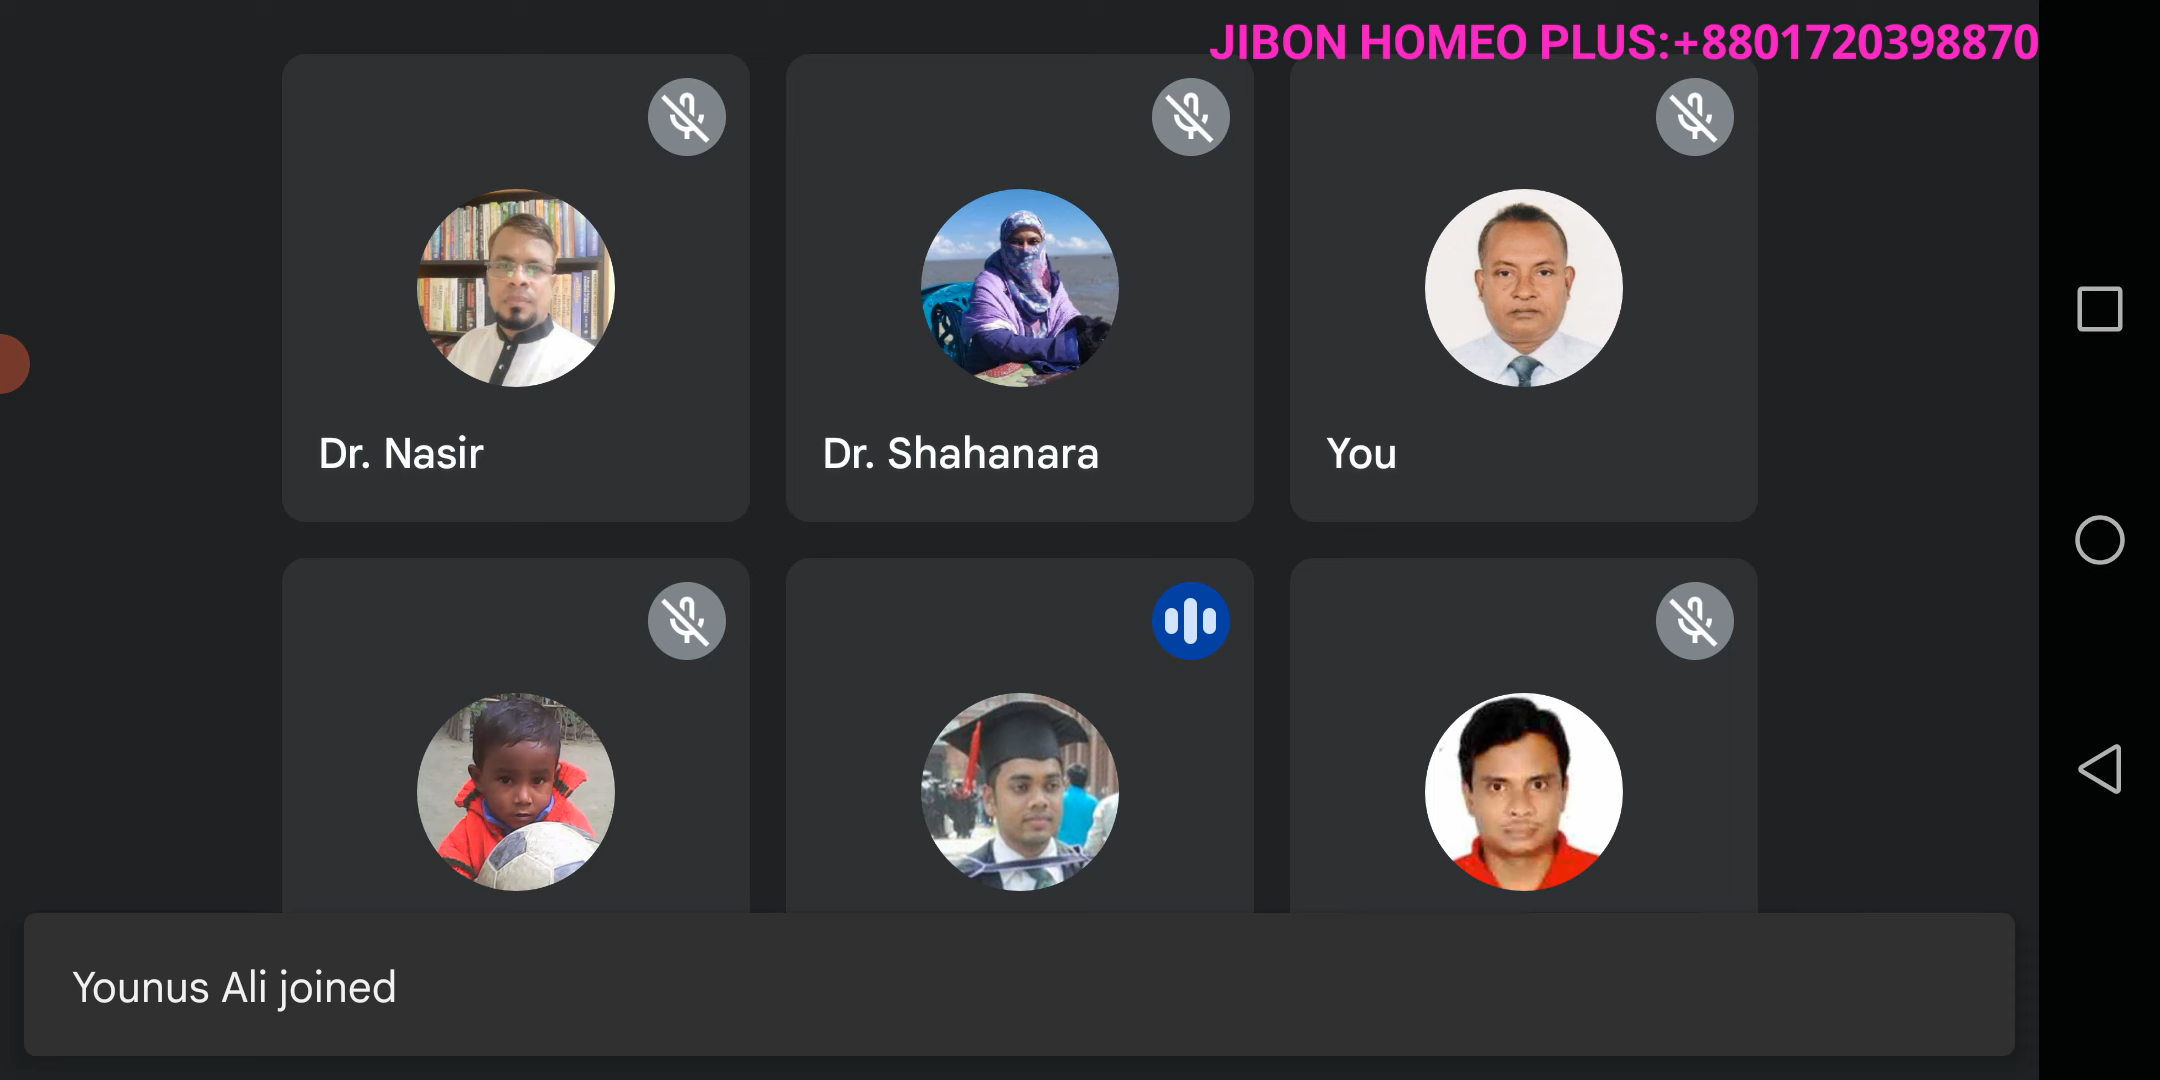 JIBON HOMEO PLUS:+8801720398870
Dr. Nasir
Dr. Shahanara
You
Younus Ali joined